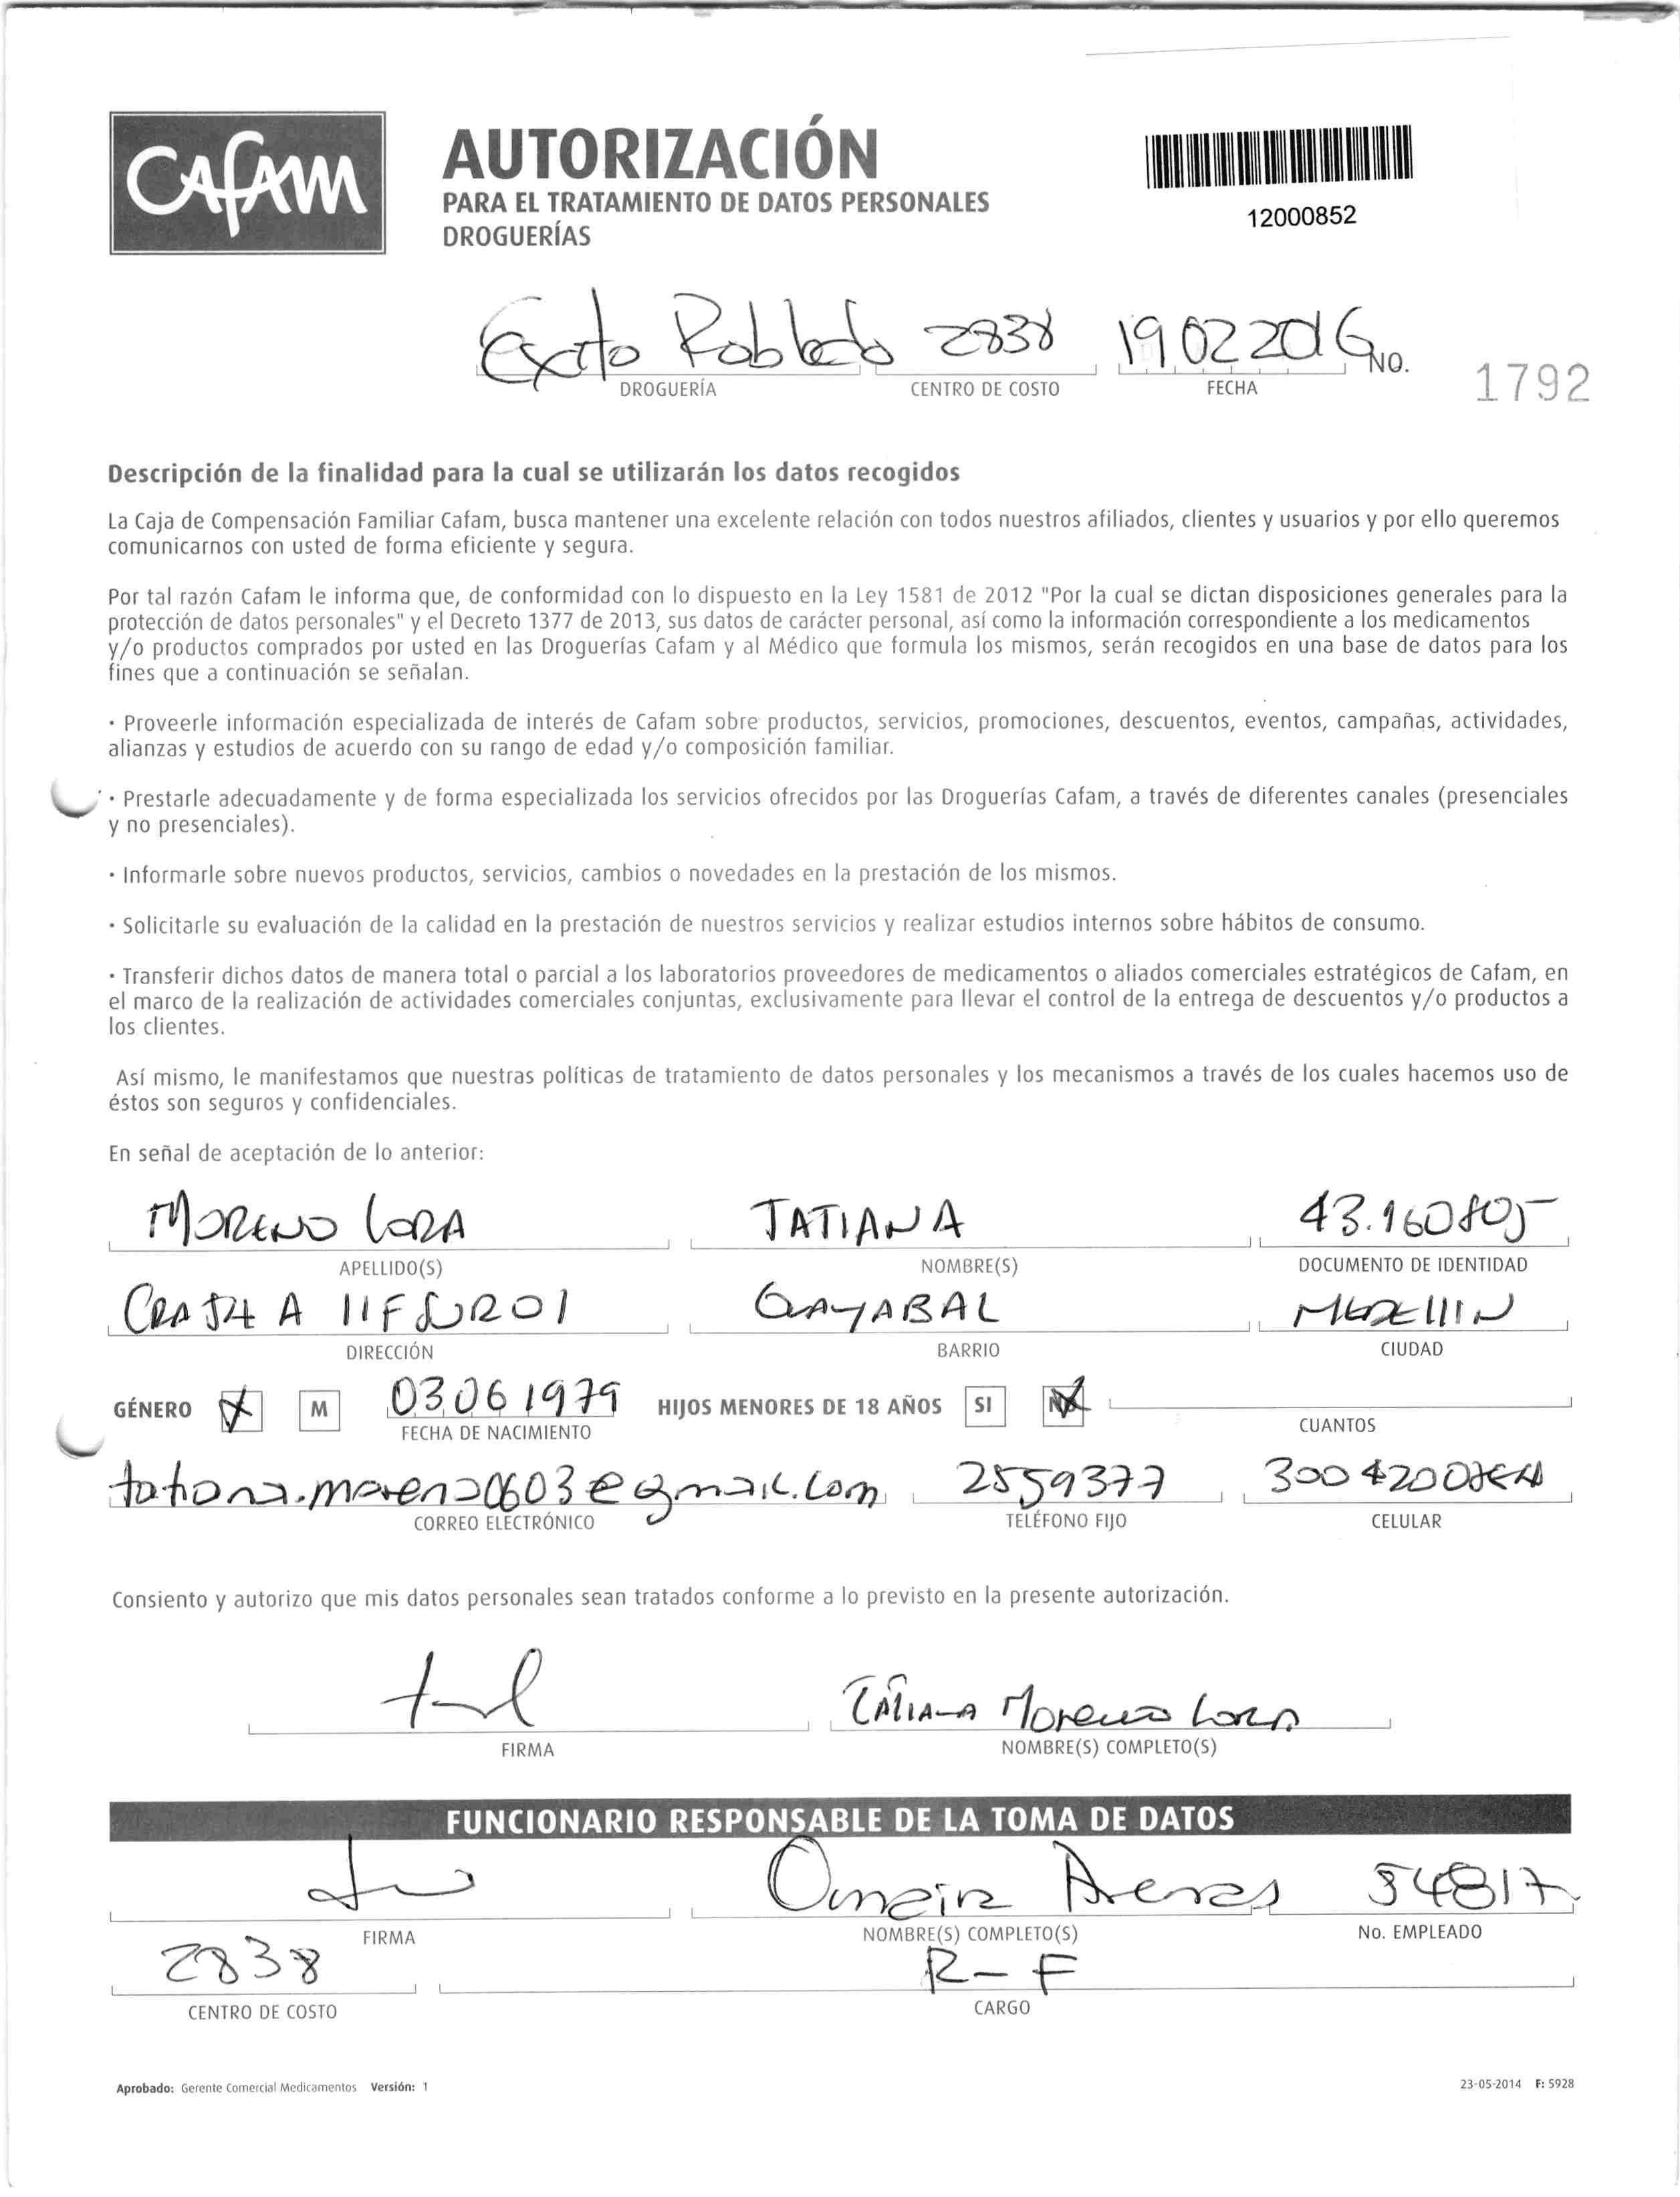 Cafam
AUTORIZACIÓN
PARA EL TRATAMIENTO DE DATOS PERSONALES
DROGUERÍAS
12000852
Exito Robledo 2838 19 02 2016 NO. 1792
DROGUERÍA CENTRO DE COSTO FECHA
Descripción de la finalidad para la cual se utilizarán los datos recogidos
La Caja de Compensación Familiar Cafam, busca mantener una excelente relación con todos nuestros afiliados, clientes y usuarios y por ello queremos
comunicarnos con usted de forma eficiente y segura.
Por tal razón Cafam le informa que, de conformidad con lo dispuesto en la Ley 1581 de 2012 "Por la cual se dictan disposiciones generales para la
protección de datos personales" y el Decreto 1377 de 2013, sus datos de carácter personal, así como la información correspondiente a los medicamentos
y/o productos comprados por usted en las Droguerías Cafam y al Médico que formula los mismos, serán recogidos en una base de datos para los
fines que a continuación se señalan.
· Proveerle información especializada de interés de Cafam sobre productos, servicios, promociones, descuentos, eventos, campañas, actividades,
alianzas y estudios de acuerdo con su rango de edad y/o composición familiar.
· Prestarle adecuadamente y de forma especializada los servicios ofrecidos por las Droguerías Cafam, a través de diferentes canales (presenciales
y no presenciales).
· Informarle sobre nuevos productos, servicios, cambios o novedades en la prestación de los mismos.
· Solicitarle su evaluación de la calidad en la prestación de nuestros servicios y realizar estudios internos sobre hábitos de consumo.
· Transferir dichos datos de manera total o parcial a los laboratorios proveedores de medicamentos o aliados comerciales estratégicos de Cafam, en
el marco de la realización de actividades comerciales conjuntas, exclusivamente para llevar el control de la entrega de descuentos y/o productos a
los clientes.
Así mismo, le manifestamos que nuestras políticas de tratamiento de datos personales y los mecanismos a través de los cuales hacemos uso de
éstos son seguros y confidenciales.
En señal de aceptación de lo anterior:
MORENO LORA TATIANA 43.160805
APELLIDO(S) NOMBRE(S) DOCUMENTO DE IDENTIDAD
CRA 54 A 11F SUR 01 GUAYABAL MEDELLIN
DIRECCIÓN BARRIO CIUDAD
GÉNERO M 03 06 1979 HIJOS MENORES DE 18 AÑOS SI NO
FECHA DE NACIMIENTO CUANTOS
tatiana.moreno0603@gmail.com 2559377
CORREO ELECTRÓNICO TELÉFONO FIJO CELULAR
Consiento y autorizo que mis datos personales sean tratados conforme a lo previsto en la presente autorización.
TATIANA Moreno Lora
FIRMA NOMBRE(S) COMPLETO(S)
FUNCIONARIO RESPONSABLE DE LA TOMA DE DATOS
Omaira Arenas 54817
FIRMA NOMBRE(S) COMPLETO(S) No. EMPLEADO
2838 R-F
CENTRO DE COSTO CARGO
Aprobado: Gerente Comercial Medicamentos Versión: 1 23-05-2014 F: 5928